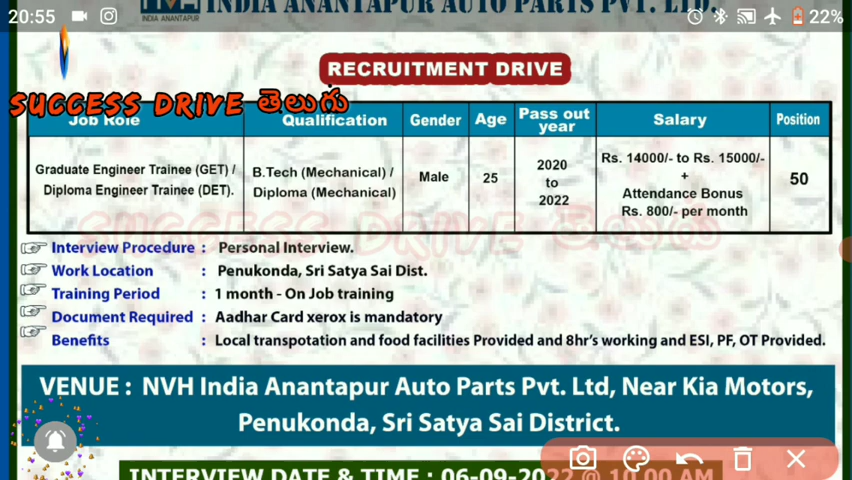 20:55
22%
INDIA ANANTAPUR AUTO PARTS PVT. LTD.
INDIA ANANTAPUR
RECRUITMENT DRIVE
SUCCESS DRIVE తెలుగు
Job Role Qualification Gender Age Pass out year Salary Position
Graduate Engineer Trainee (GET) /
Diploma Engineer Trainee (DET).
B.Tech (Mechanical) /
Diploma (Mechanical)
Male
25
2020
to
2022
Rs. 14000/- to Rs. 15000/-
+
Attendance Bonus
Rs. 800/- per month
50
SUCCESS DRIVE తెలుగు
Interview Procedure : Personal Interview.
Work Location : Penukonda, Sri Satya Sai Dist.
Training Period : 1 month - On Job training
Document Required : Aadhar Card xerox is mandatory
Benefits : Local transpotation and food facilities Provided and 8hr's working and ESI, PF, OT Provided.
VENUE : NVH India Anantapur Auto Parts Pvt. Ltd, Near Kia Motors,
Penukonda, Sri Satya Sai District.
INTERVIEW DATE & TIME : 06-09-2022 @ 10.00 AM